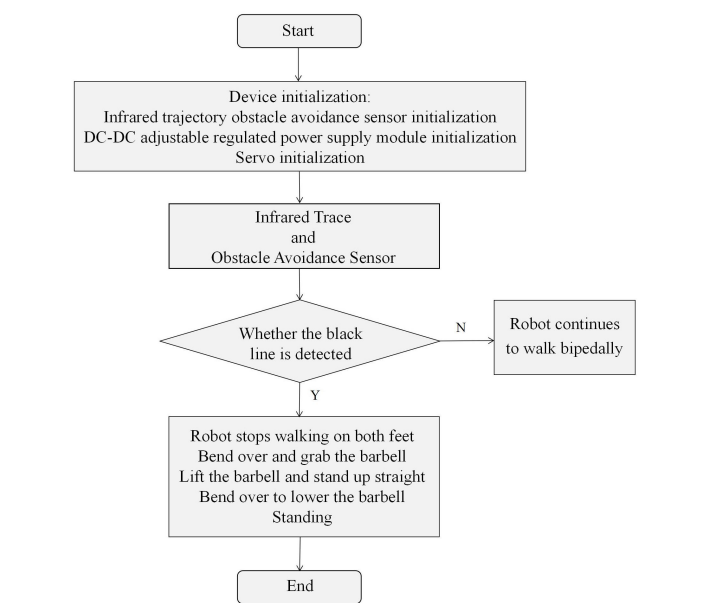 Start
Device initialization:
Infrared trajectory obstacle avoidance sensor initialization
DC-DC adjustable regulated power supply module initialization
Servo initialization
Infrared Trace
and
Obstacle Avoidance Sensor
Whether the black
line is detected
N
Robot continues
to walk bipedally
Y
Robot stops walking on both feet
Bend over and grab the barbell
Lift the barbell and stand up straight
Bend over to lower the barbell
Standing
End